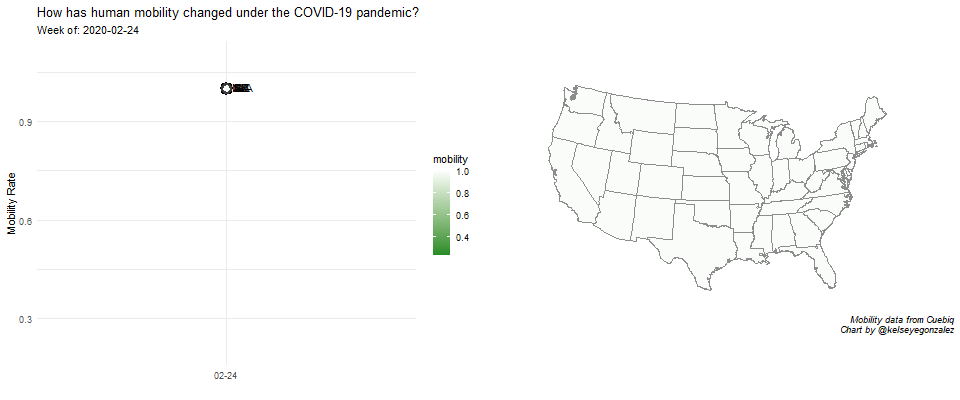 How has human mobility changed under the COVID-19 pandemic?
Week of: 2020-02-24
Mobility Rate
0.9
0.6
0.3
02-24
mobility
1.0
0.8
0.6
0.4
Mobility data from Cuebiq
Chart by @kelseyegonzalez